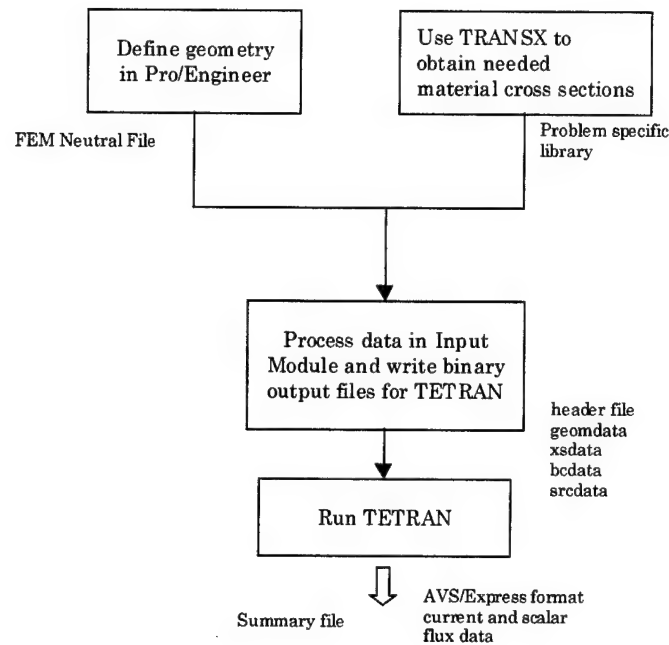 Define geometry
in Pro/Engineer
Use TRANSX to
obtain needed
material cross sections
FEM Neutral File
Problem specific
library
Process data in Input
Module and write binary
output files for TETRAN
header file
geomdata
xsdata
bcdata
srcdata
Run TETRAN
Summary file
AVS/Express format
current and scalar
flux data